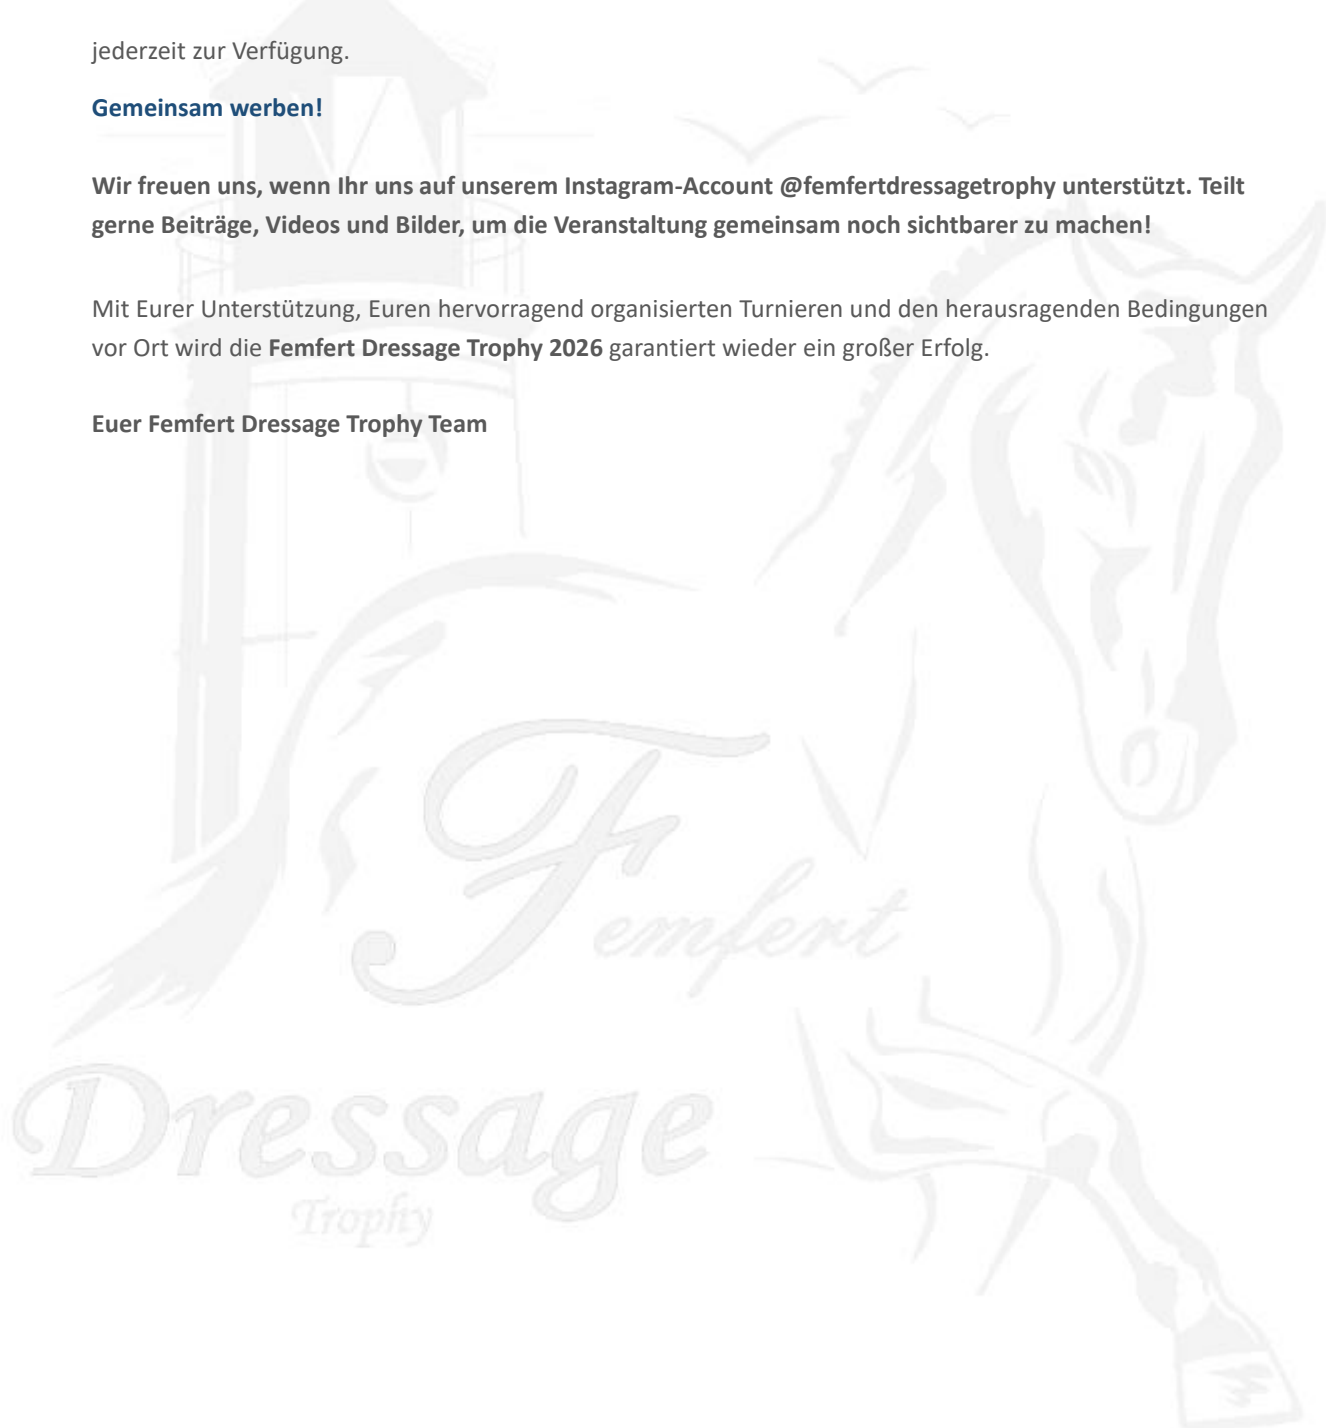 jederzeit zur Verfügung.
Gemeinsam werben!
Wir freuen uns, wenn Ihr uns auf unserem Instagram-Account @femfertdressagetrophy unterstützt. Teilt
gerne Beiträge, Videos und Bilder, um die Veranstaltung gemeinsam noch sichtbarer zu machen!
Mit Eurer Unterstützung, Euren hervorragend organisierten Turnieren und den herausragenden Bedingungen
vor Ort wird die Femfert Dressage Trophy 2026 garantiert wieder ein großer Erfolg.
Euer Femfert Dressage Trophy Team
Femfert
Dressage
Trophy